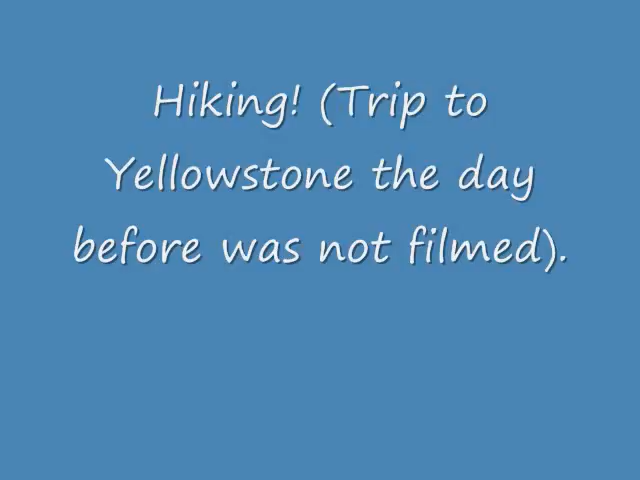 Hiking! (Trip to
Yellowstone the day
before was not filmed).